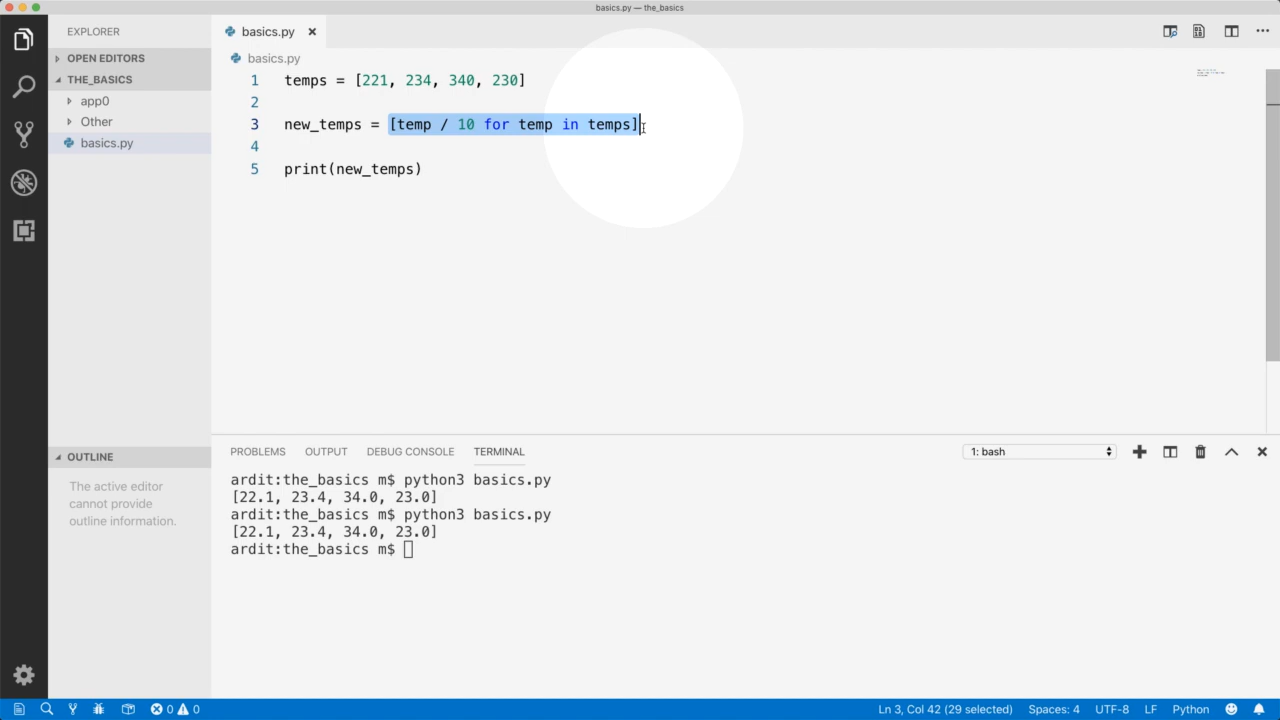 basics.py — the_basics
EXPLORER
OPEN EDITORS
THE_BASICS
app0
Other
basics.py
OUTLINE
The active editor
cannot provide
outline information.
basics.py
basics.py
1 temps = [221, 234, 340, 230]
2
3 new_temps = [temp / 10 for temp in temps]
4
5 print(new_temps)
PROBLEMS OUTPUT DEBUG CONSOLE TERMINAL 1: bash
ardit:the_basics m$ python3 basics.py
[22.1, 23.4, 34.0, 23.0]
ardit:the_basics m$ python3 basics.py
[22.1, 23.4, 34.0, 23.0]
ardit:the_basics m$
0 0 Ln 3, Col 42 (29 selected) Spaces: 4 UTF-8 LF Python